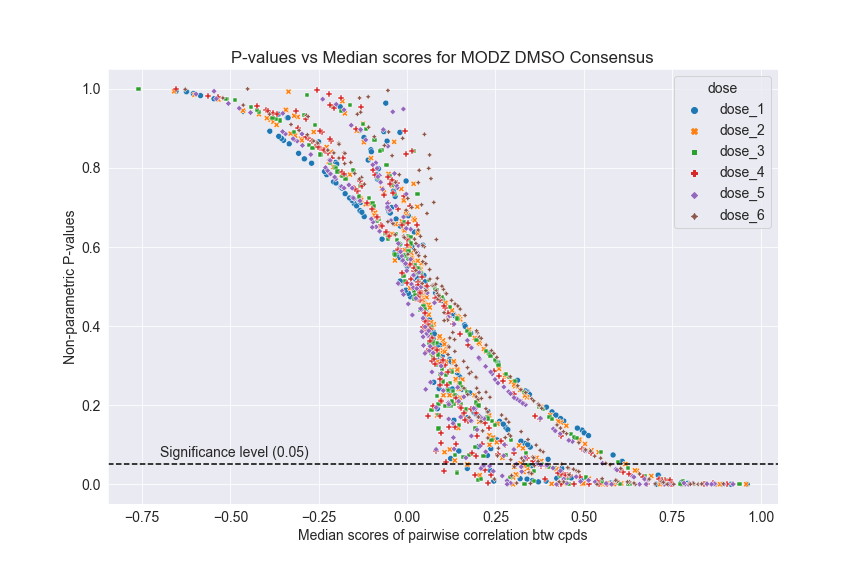 P-values vs Median scores for MODZ DMSO Consensus
dose
dose_1
dose_2
dose_3
dose_4
dose_5
dose_6
Non-parametric P-values
1.0
0.8
0.6
0.4
0.2
0.0
Significance level (0.05)
−0.75 −0.50 −0.25 0.00 0.25 0.50 0.75 1.00
Median scores of pairwise correlation btw cpds